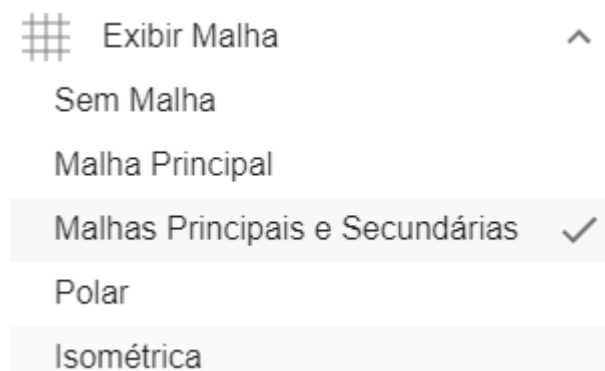 Exibir Malha
Sem Malha
Malha Principal
Malhas Principais e Secundárias
Polar
Isométrica